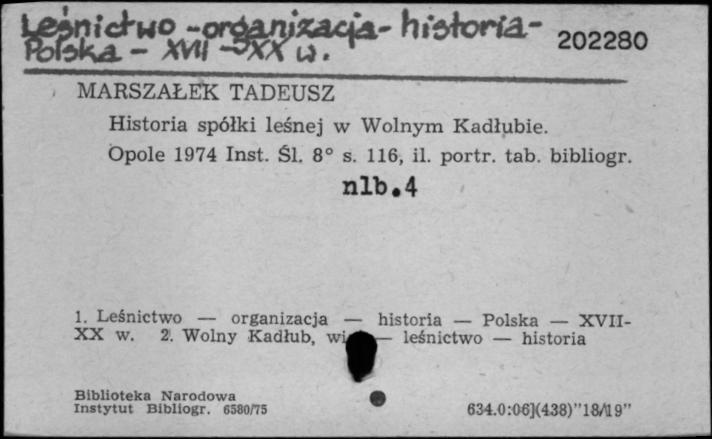 Leśnictwo - organizacja - historia -
Polska - XVII - XX w.
202280
MARSZAŁEK TADEUSZ
Historia spółki leśnej w Wolnym Kadłubie.
Opole 1974 Inst. Śl. 8° s. 116, il. portr. tab. bibliogr.
nlb.4
1. Leśnictwo — organizacja — historia — Polska — XVII-
XX w. 2. Wolny Kadłub, — leśnictwo — historia
Biblioteka Narodowa
Instytut Bibliogr. 6580/75
634.0:06](438)"18/19"